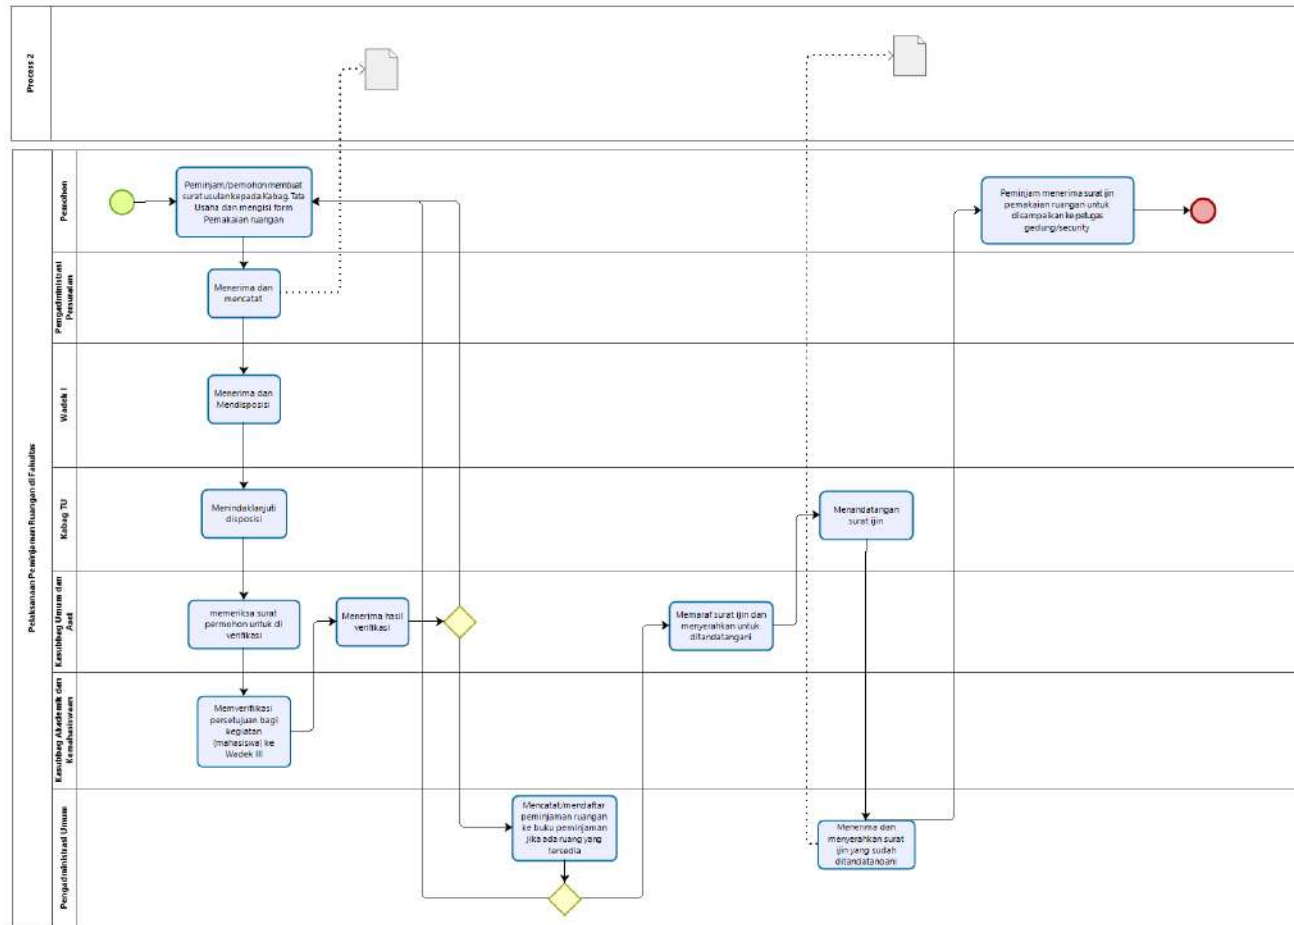 Process 2
Pelaksanaan Peminjaman Ruangan di Fakultas
Pemohon
Peminjam/pemohon membuat
surat usulan kepada Kabag. Tata
Usaha dan mengisi form
Pemakaian ruangan
Peminjam menerima surat ijin
pemakaian ruangan untuk
disampaikan ke petugas
gedung/security
Pengadministrasi
Persuratan
Menerima dan
mencatat
Wadek I
Menerima dan
Mendisposisi
Kabag TU
Menindaklanjuti
disposisi
Menandatangan
surat ijin
Kasubbag Umum dan
Aset
memeriksa surat
permohon untuk di
verifikasi
Menerima hasil
verifikasi
Memaraf surat ijin dan
menyerahkan untuk
ditandatangani
Kasubbag Akademik dan
Kemahasiswaan
Memverifikasi
persetujuan bagi
kegiatan
(mahasiswa) ke
Wadek III
Pengadministrasi Umum
Mencatat/mendaftar
peminjaman ruangan
ke buku peminjaman
jika ada ruang yang
tersedia
Menerima dan
menyerahkan surat
ijin yang sudah
ditandatangani